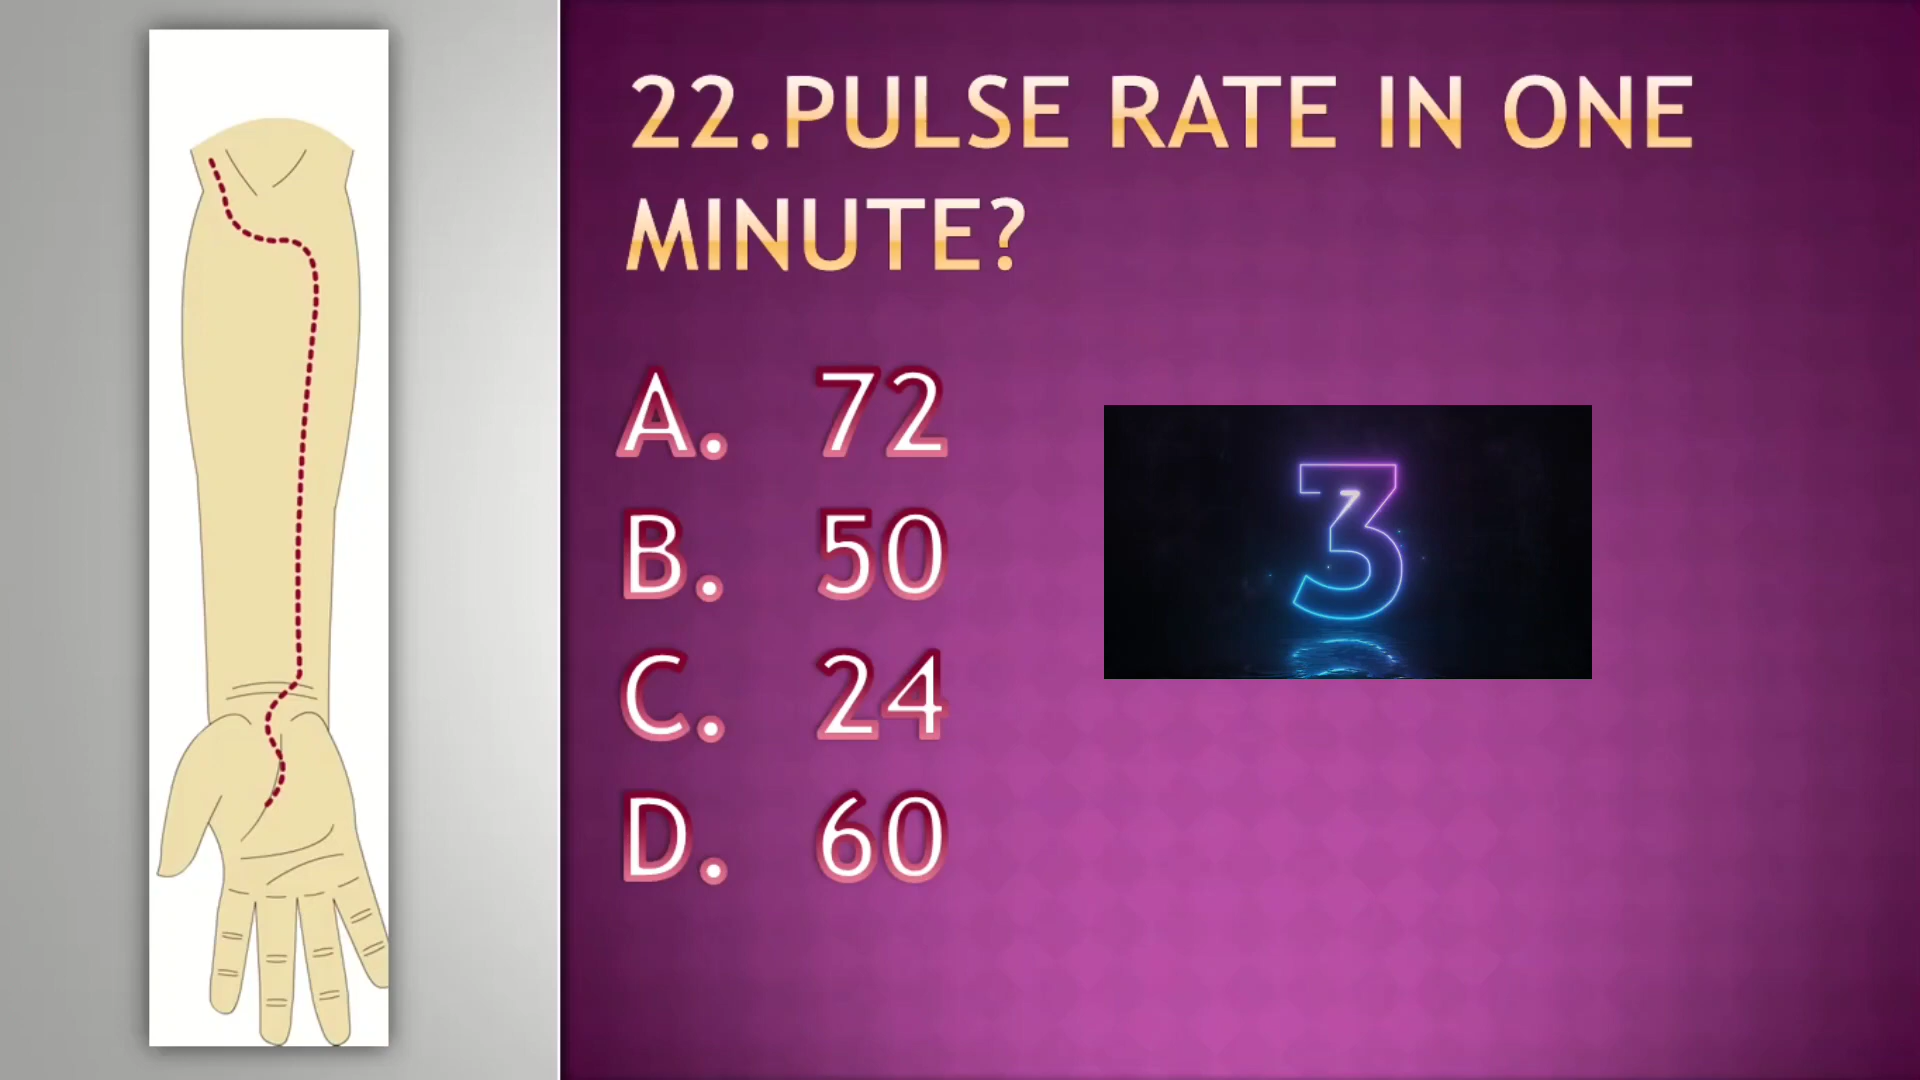 22.PULSE RATE IN ONE
MINUTE?
A. 72
B. 50
C. 24
D. 60
3